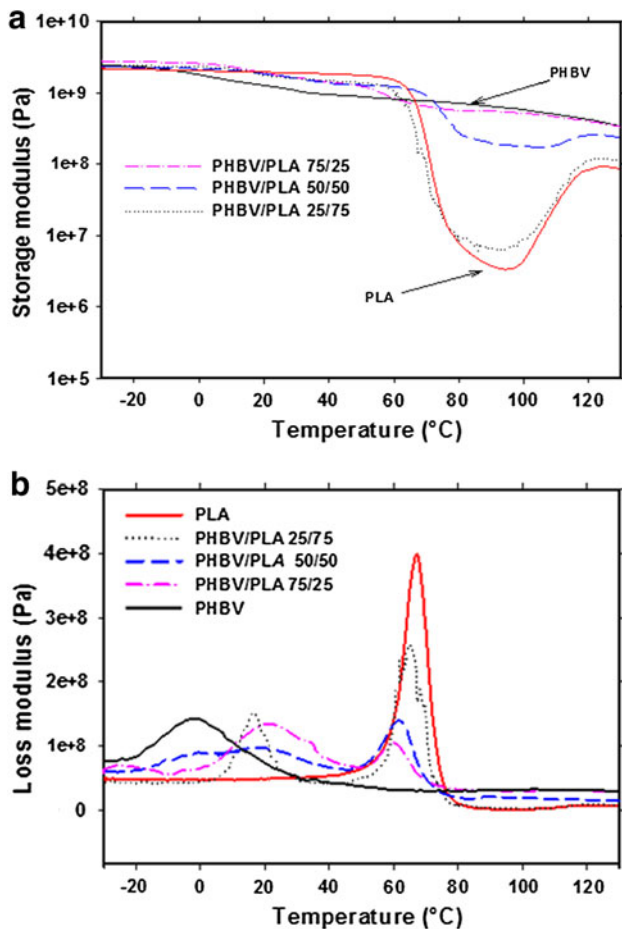 a
1e+10
1e+9
1e+8
1e+7
1e+6
1e+5
Storage modulus (Pa)
PHBV
PHBV/PLA 75/25
PHBV/PLA 50/50
PHBV/PLA 25/75
PLA
-20 0 20 40 60 80 100 120
Temperature (°C)
b
5e+8
4e+8
3e+8
2e+8
1e+8
0
Loss modulus (Pa)
PLA
PHBV/PLA 25/75
PHBV/PLA 50/50
PHBV/PLA 75/25
PHBV
-20 0 20 40 60 80 100 120
Temperature (°C)